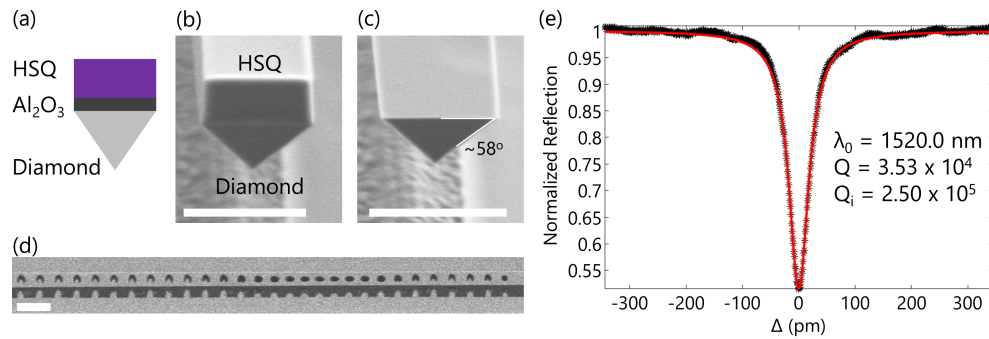 (a)
HSQ
Al₂O₃
Diamond
(b)
HSQ
Diamond
(c)
~58°
(d)
(e)
1
0.95
0.9
0.85
0.8
0.75
0.7
0.65
0.6
0.55
Normalized Reflection
λ₀ = 1520.0 nm
Q = 3.53 x 10⁴
Qᵢ = 2.50 x 10⁵
-300 -200 -100 0 100 200 300
Δ (pm)